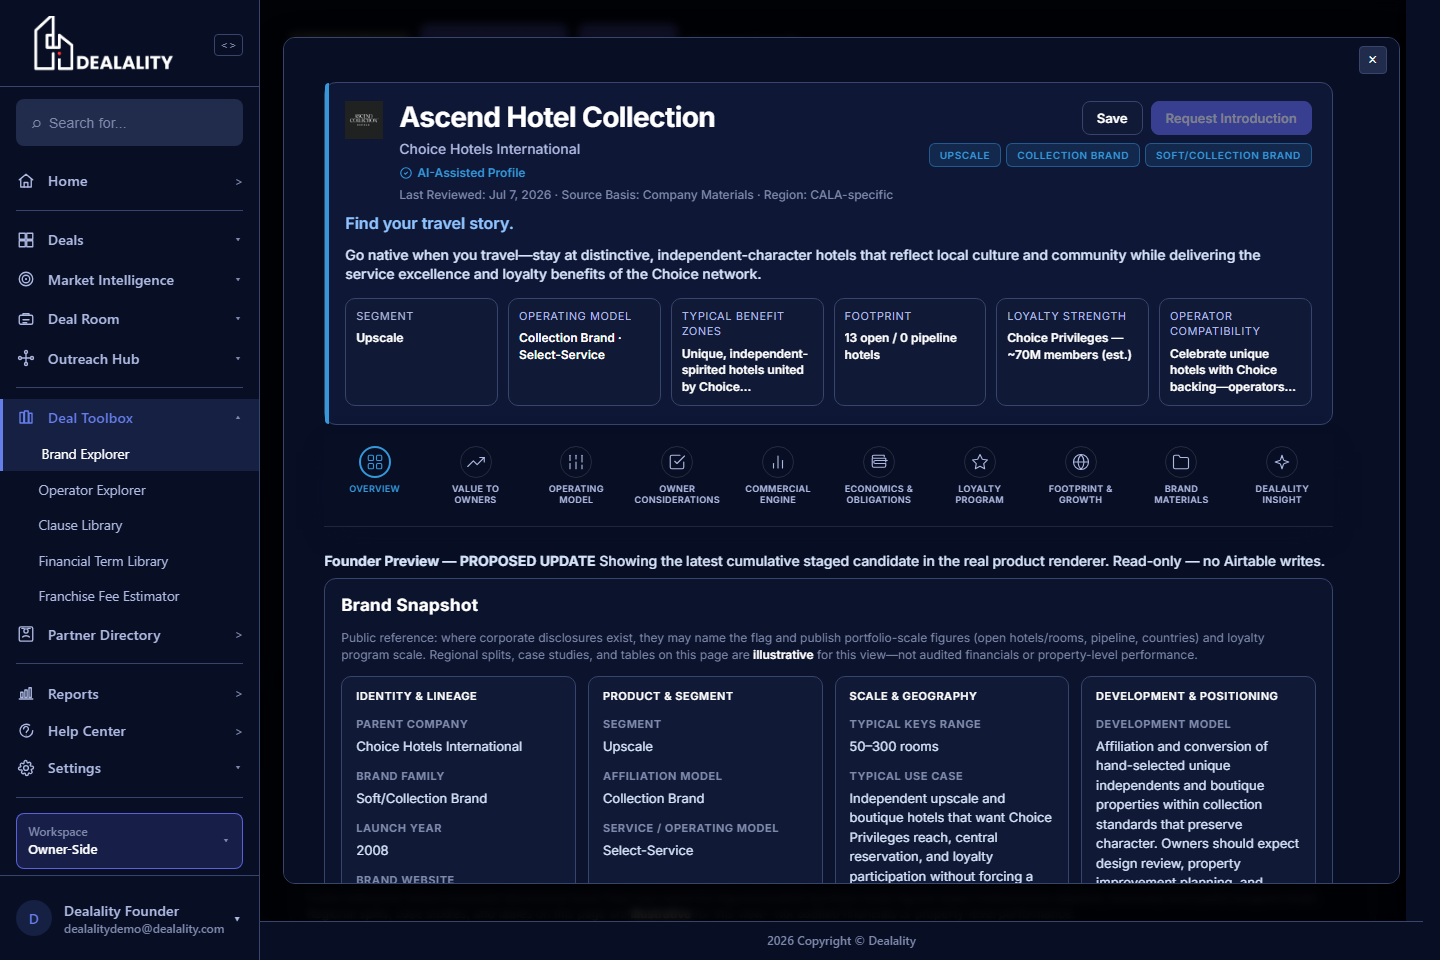 DEALALITY
<>
Search for...
Home
Deals
Market Intelligence
Deal Room
Outreach Hub
Deal Toolbox
Brand Explorer
Operator Explorer
Clause Library
Financial Term Library
Franchise Fee Estimator
Partner Directory
Reports
Help Center
Settings
Workspace
Owner-Side
D
Dealality Founder
dealalitydemo@dealality.com
×
ASCEND
COLLECTION
Ascend Hotel Collection
Choice Hotels International
AI-Assisted Profile
Last Reviewed: Jul 7, 2026 · Source Basis: Company Materials · Region: CALA-specific
Save
Request Introduction
UPSCALE
COLLECTION BRAND
SOFT/COLLECTION BRAND
Find your travel story.
Go native when you travel—stay at distinctive, independent-character hotels that reflect local culture and community while delivering the
service excellence and loyalty benefits of the Choice network.
SEGMENT
Upscale
OPERATING MODEL
Collection Brand ·
Select-Service
TYPICAL BENEFIT
ZONES
Unique, independent-
spirited hotels united
by Choice...
FOOTPRINT
13 open / 0 pipeline
hotels
LOYALTY STRENGTH
Choice Privileges —
~70M members (est.)
OPERATOR
COMPATIBILITY
Celebrate unique
hotels with Choice
backing—operators...
OVERVIEW
VALUE TO
OWNERS
OPERATING
MODEL
OWNER
CONSIDERATIONS
COMMERCIAL
ENGINE
ECONOMICS &
OBLIGATIONS
LOYALTY
PROGRAM
FOOTPRINT &
GROWTH
BRAND
MATERIALS
DEALALITY
INSIGHT
Founder Preview — PROPOSED UPDATE Showing the latest cumulative staged candidate in the real product renderer. Read-only — no Airtable writes.
Brand Snapshot
Public reference: where corporate disclosures exist, they may name the flag and publish portfolio-scale figures (open hotels/rooms, pipeline, countries) and loyalty
program scale. Regional splits, case studies, and tables on this page are illustrative for this view—not audited financials or property-level performance.
IDENTITY & LINEAGE
PARENT COMPANY
Choice Hotels International
BRAND FAMILY
Soft/Collection Brand
LAUNCH YEAR
2008
BRAND WEBSITE
PRODUCT & SEGMENT
SEGMENT
Upscale
AFFILIATION MODEL
Collection Brand
SERVICE / OPERATING MODEL
Select-Service
SCALE & GEOGRAPHY
TYPICAL KEYS RANGE
50–300 rooms
TYPICAL USE CASE
Independent upscale and
boutique hotels that want Choice
Privileges reach, central
reservation, and loyalty
participation without forcing a
DEVELOPMENT & POSITIONING
DEVELOPMENT MODEL
Affiliation and conversion of
hand-selected unique
independents and boutique
properties within collection
standards that preserve
character. Owners should expect
design review, property
improvement planning, and
2026 Copyright © Dealality